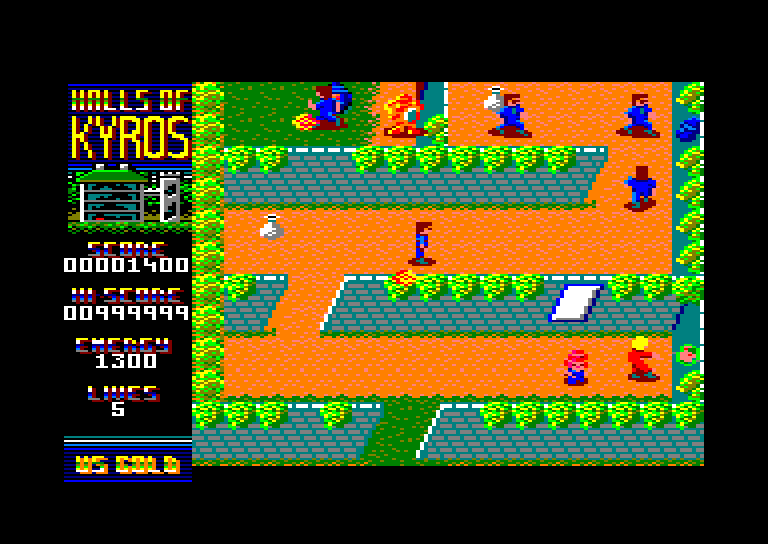 HALLS OF
KYROS
SCORE
00001400
HI-SCORE
00999999
ENERGY
1300
LIVES
5
US GOLD